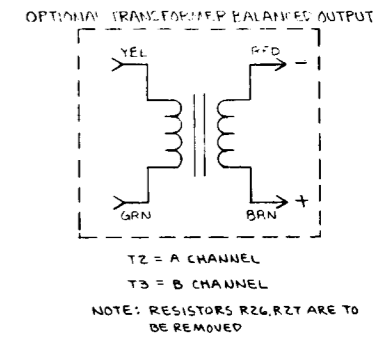 OPTIONAL TRANSFORMER BALANCED OUTPUT
YEL
RED
-
GRN
BRN
+
T2 = A CHANNEL
T3 = B CHANNEL
NOTE: RESISTORS R26, R27 ARE TO
BE REMOVED